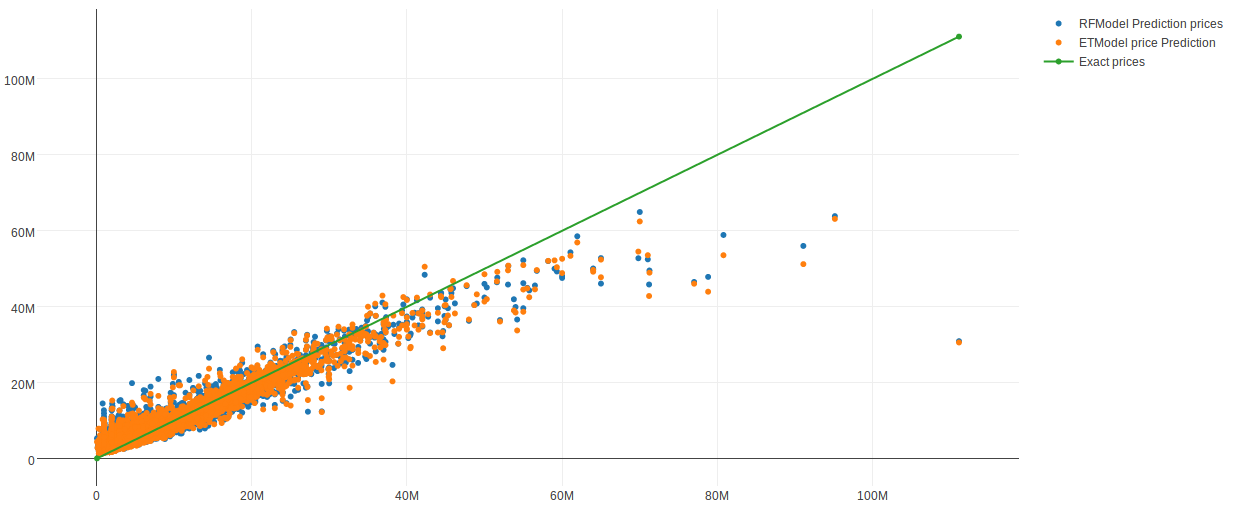 RFModel Prediction prices
ETModel price Prediction
Exact prices
100M
80M
60M
40M
20M
0
0
20M
40M
60M
80M
100M